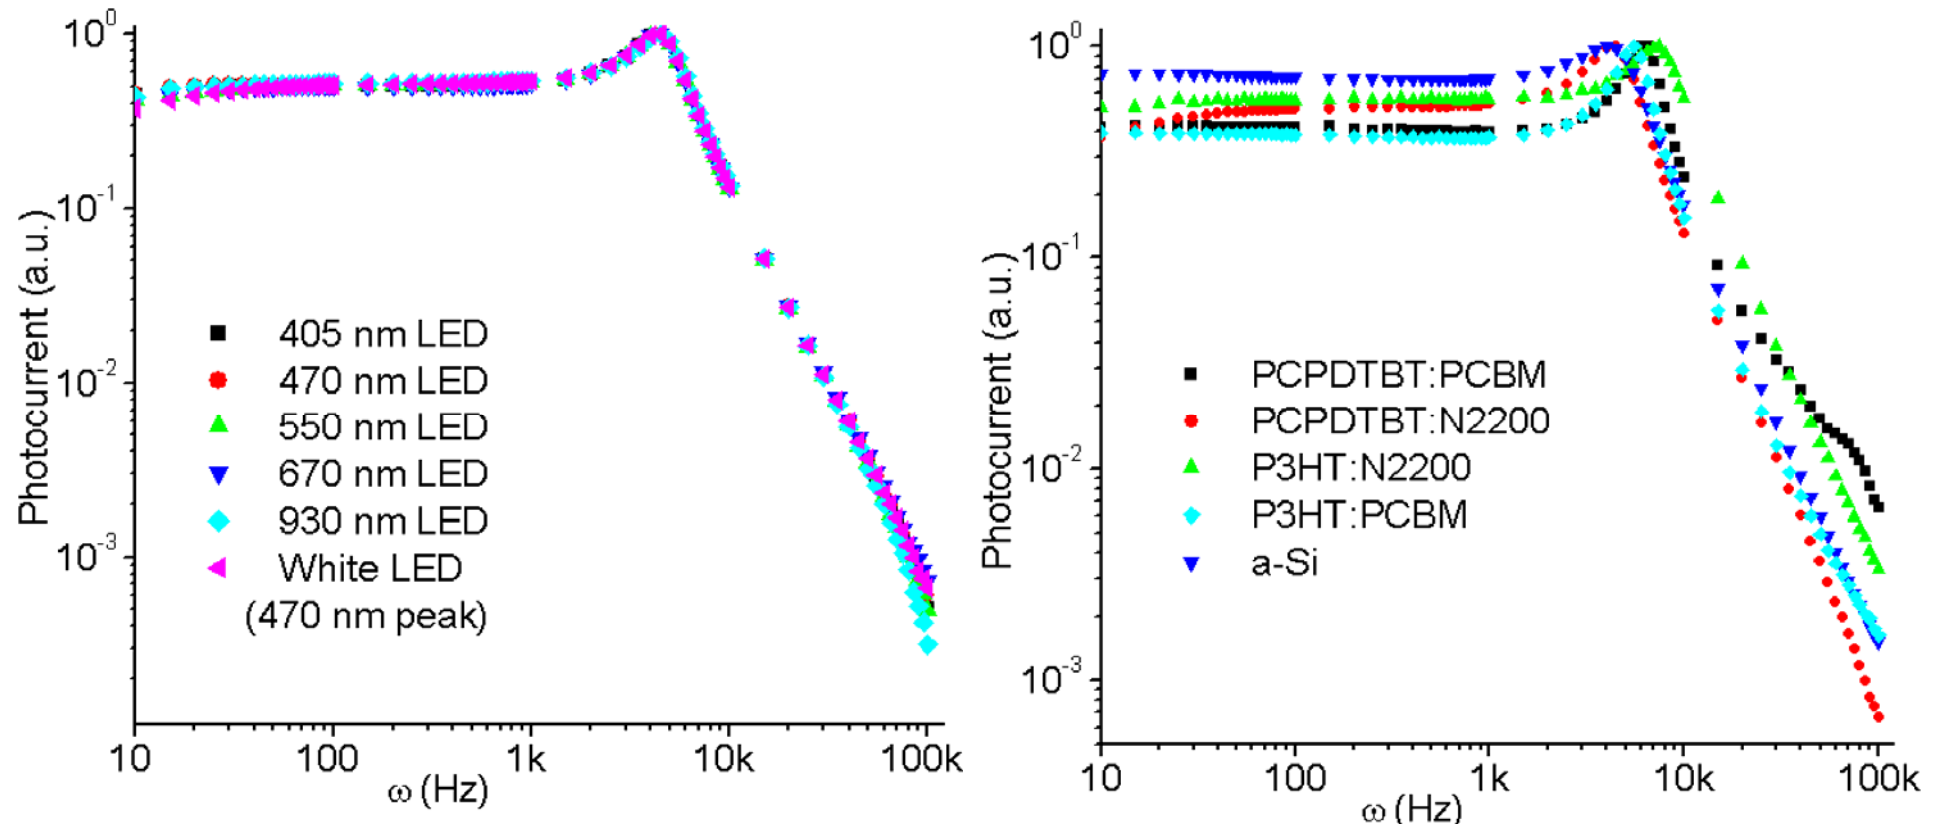 10^0
10^-1
10^-2
10^-3
Photocurrent (a.u.)
405 nm LED
470 nm LED
550 nm LED
670 nm LED
930 nm LED
White LED
(470 nm peak)
10 100 1k 10k 100k
ω (Hz)
10^0
10^-1
10^-2
10^-3
Photocurrent (a.u.)
PCPDTBT:PCBM
PCPDTBT:N2200
P3HT:N2200
P3HT:PCBM
a-Si
10 100 1k 10k 100k
ω (Hz)